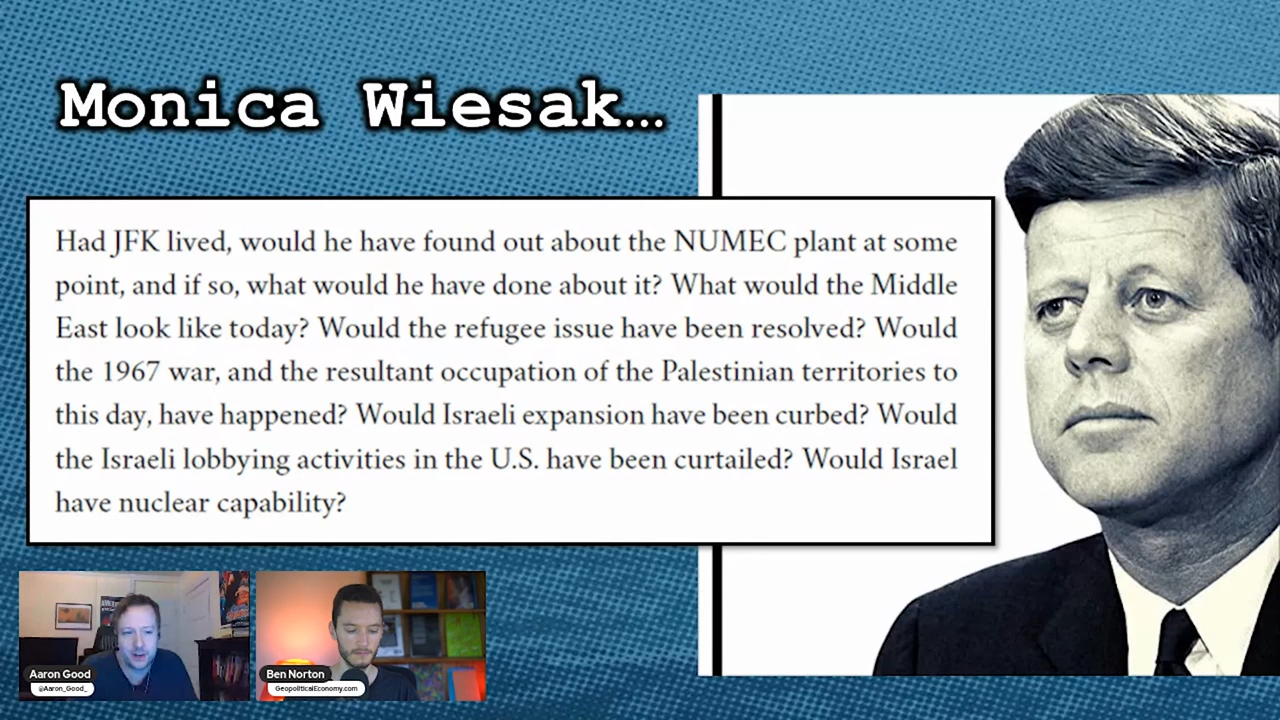 Monica Wiesak...
Had JFK lived, would he have found out about the NUMEC plant at some
point, and if so, what would he have done about it? What would the Middle
East look like today? Would the refugee issue have been resolved? Would
the 1967 war, and the resultant occupation of the Palestinian territories to
this day, have happened? Would Israeli expansion have been curbed? Would
the Israeli lobbying activities in the U.S. have been curtailed? Would Israel
have nuclear capability?
Aaron Good
@Aaron_Good_
Ben Norton
GeopoliticalEconomy.com